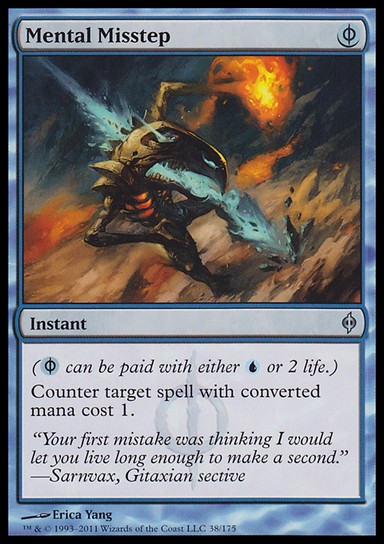 Mental Misstep
Instant
( can be paid with either or 2 life.)
Counter target spell with converted
mana cost 1.
“Your first mistake was thinking I would
let you live long enough to make a second.”
—Sarnvax, Gitaxian sective
Erica Yang
™ & © 1993–2011 Wizards of the Coast LLC 38/175